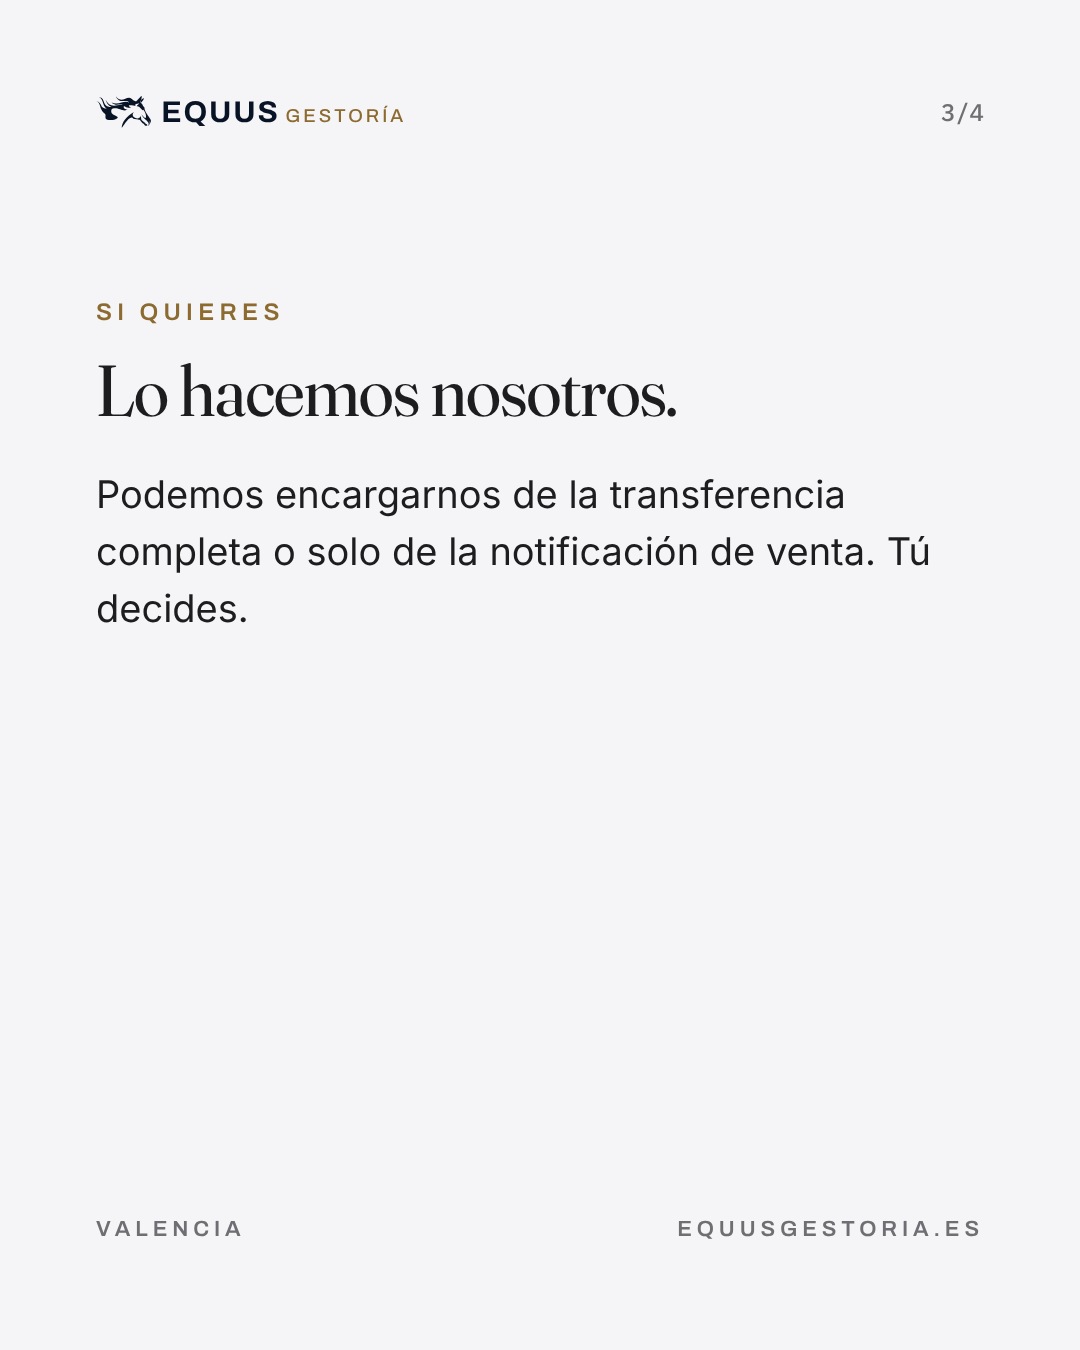 EQUUS GESTORÍA
3/4
SI QUIERES
Lo hacemos nosotros.
Podemos encargarnos de la transferencia
completa o solo de la notificación de venta. Tú
decides.
VALENCIA
EQUUSGESTORIA.ES